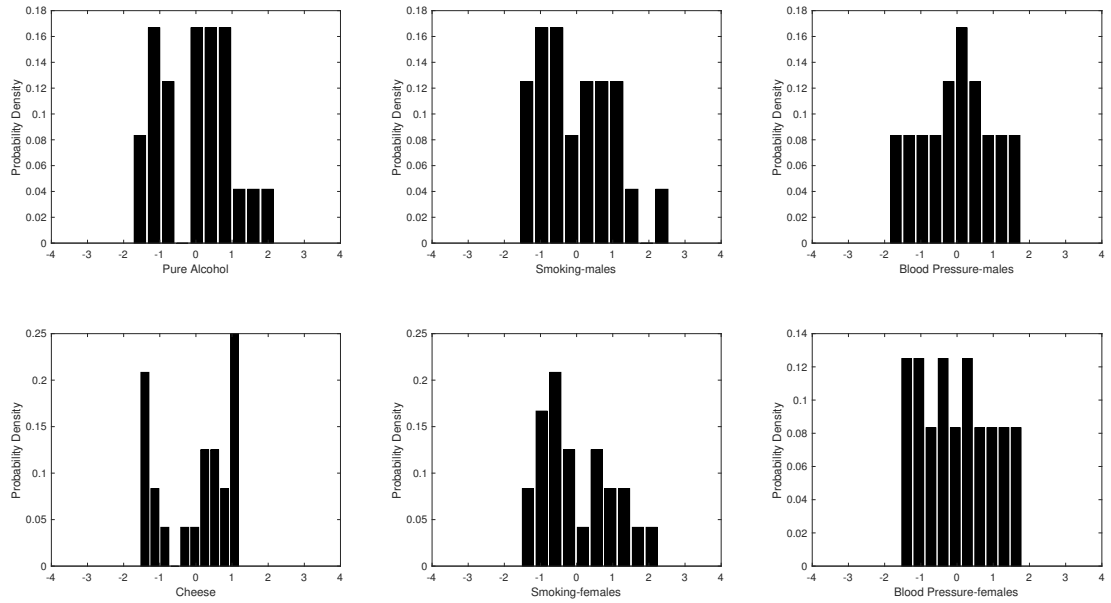 0.18
0.16
0.14
0.12
0.1
0.08
0.06
0.04
0.02
0
Probability Density
-4 -3 -2 -1 0 1 2 3 4
Pure Alcohol
0.18
0.16
0.14
0.12
0.1
0.08
0.06
0.04
0.02
0
Probability Density
-4 -3 -2 -1 0 1 2 3 4
Smoking-males
0.18
0.16
0.14
0.12
0.1
0.08
0.06
0.04
0.02
0
Probability Density
-4 -3 -2 -1 0 1 2 3 4
Blood Pressure-males
0.25
0.2
0.15
0.1
0.05
0
Probability Density
-4 -3 -2 -1 0 1 2 3 4
Cheese
0.25
0.2
0.15
0.1
0.05
0
Probability Density
-4 -3 -2 -1 0 1 2 3 4
Smoking-females
0.14
0.12
0.1
0.08
0.06
0.04
0.02
0
Probability Density
-4 -3 -2 -1 0 1 2 3 4
Blood Pressure-females